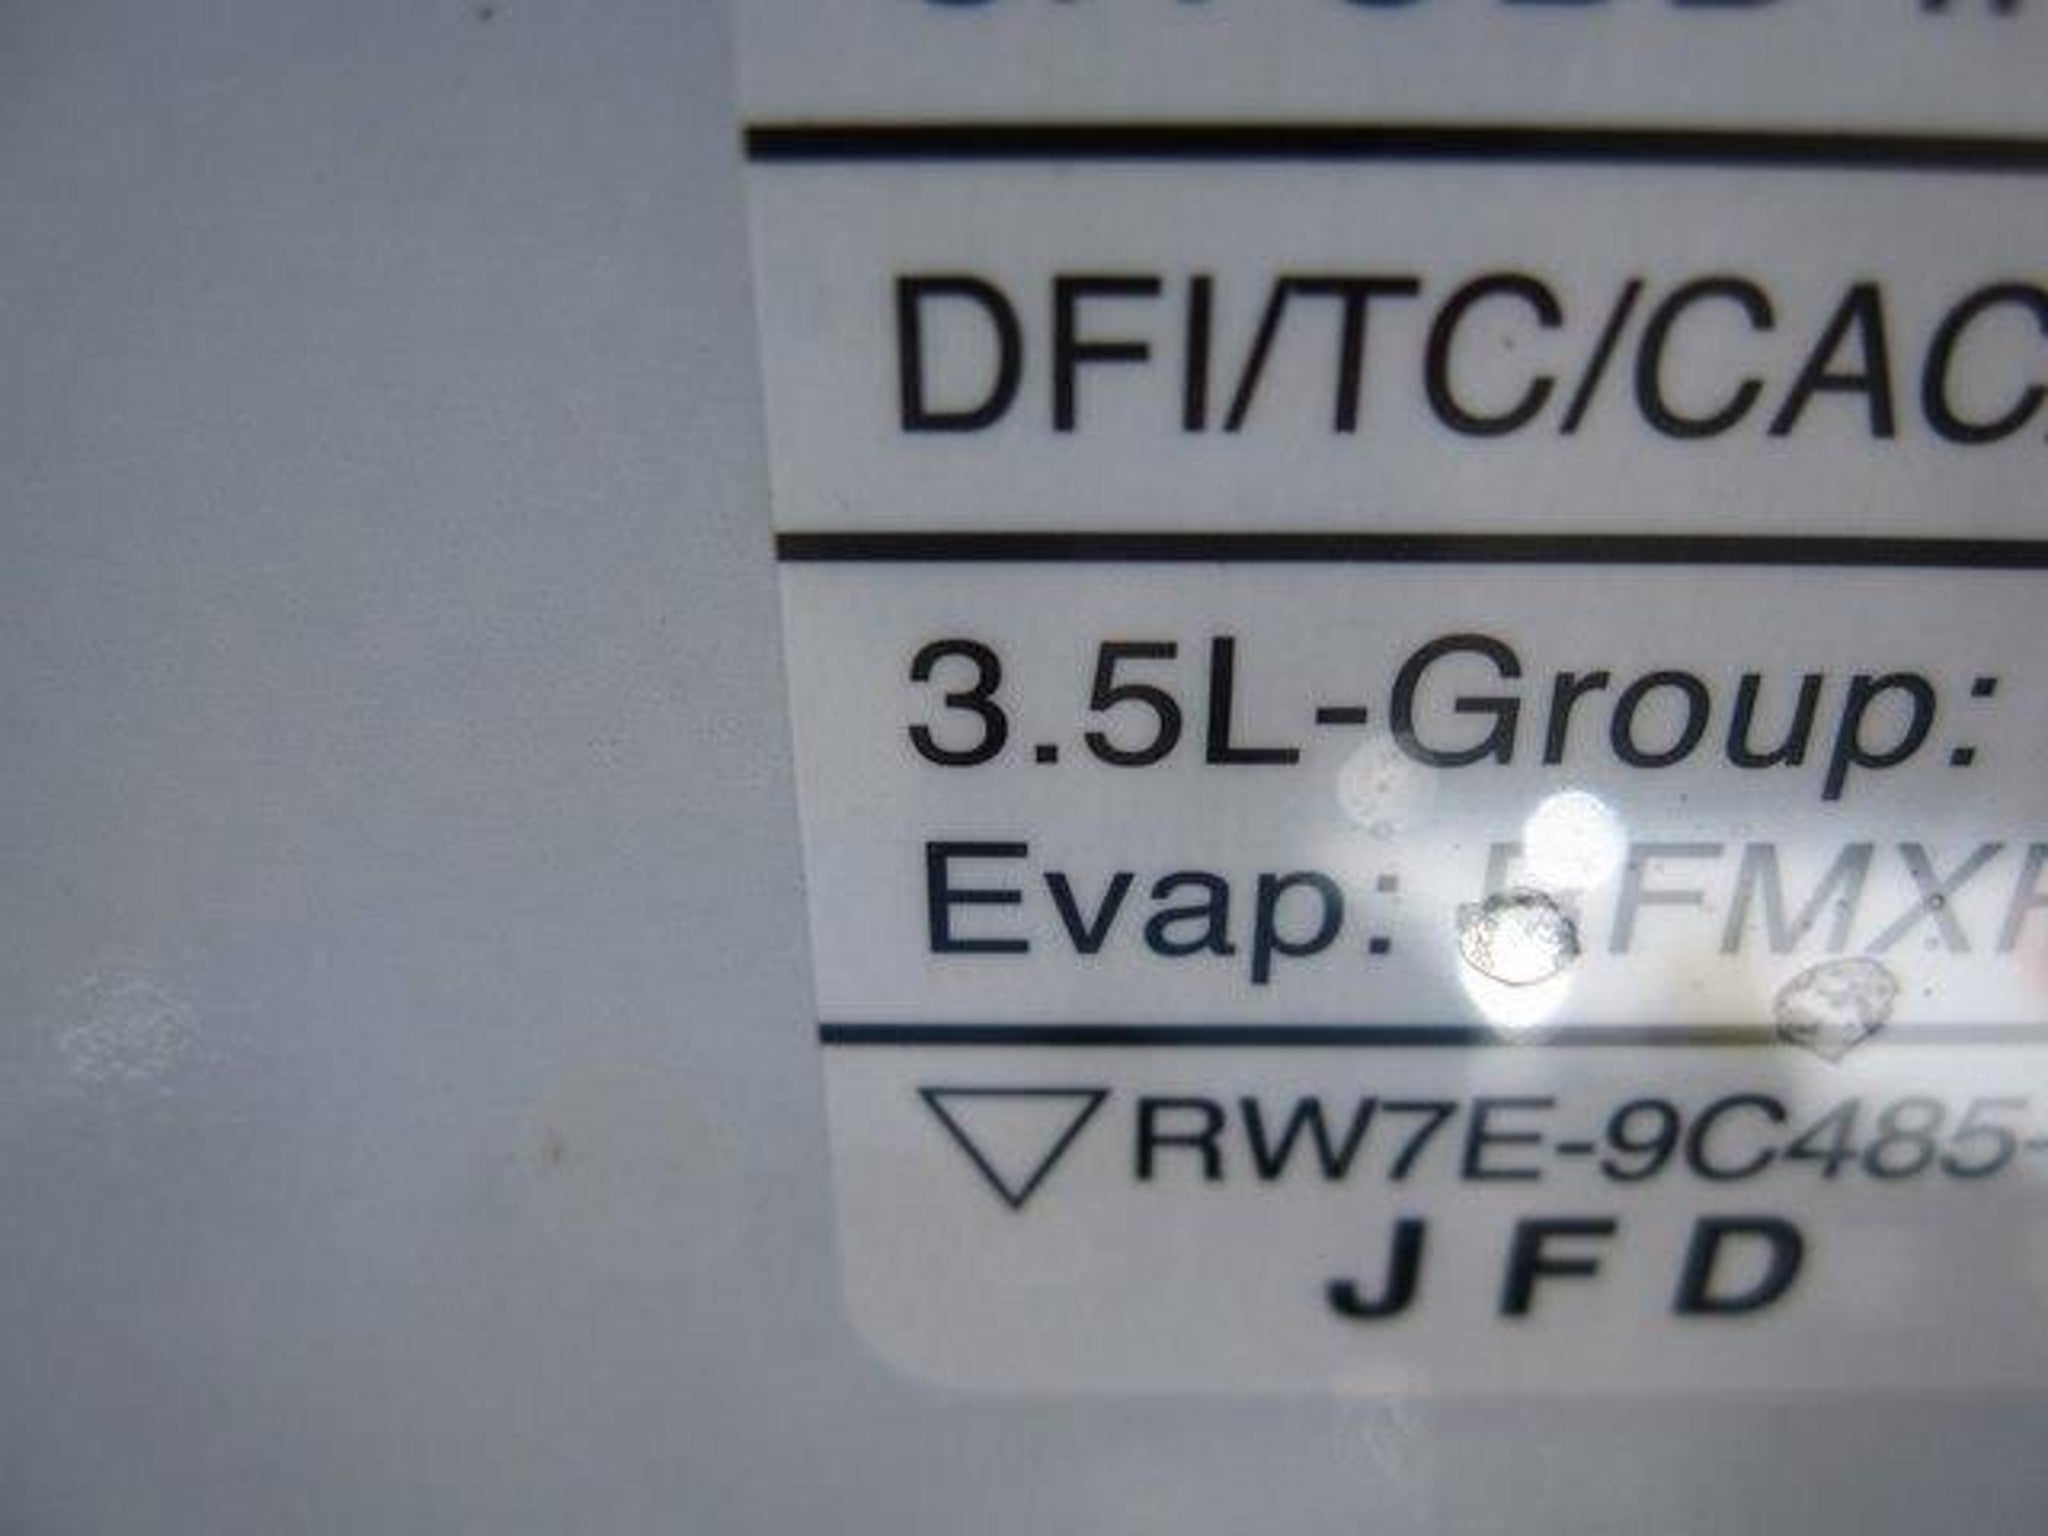 DFI/TC/CAC
3.5L-Group:
Evap:
RW7E-9C485-
JFD